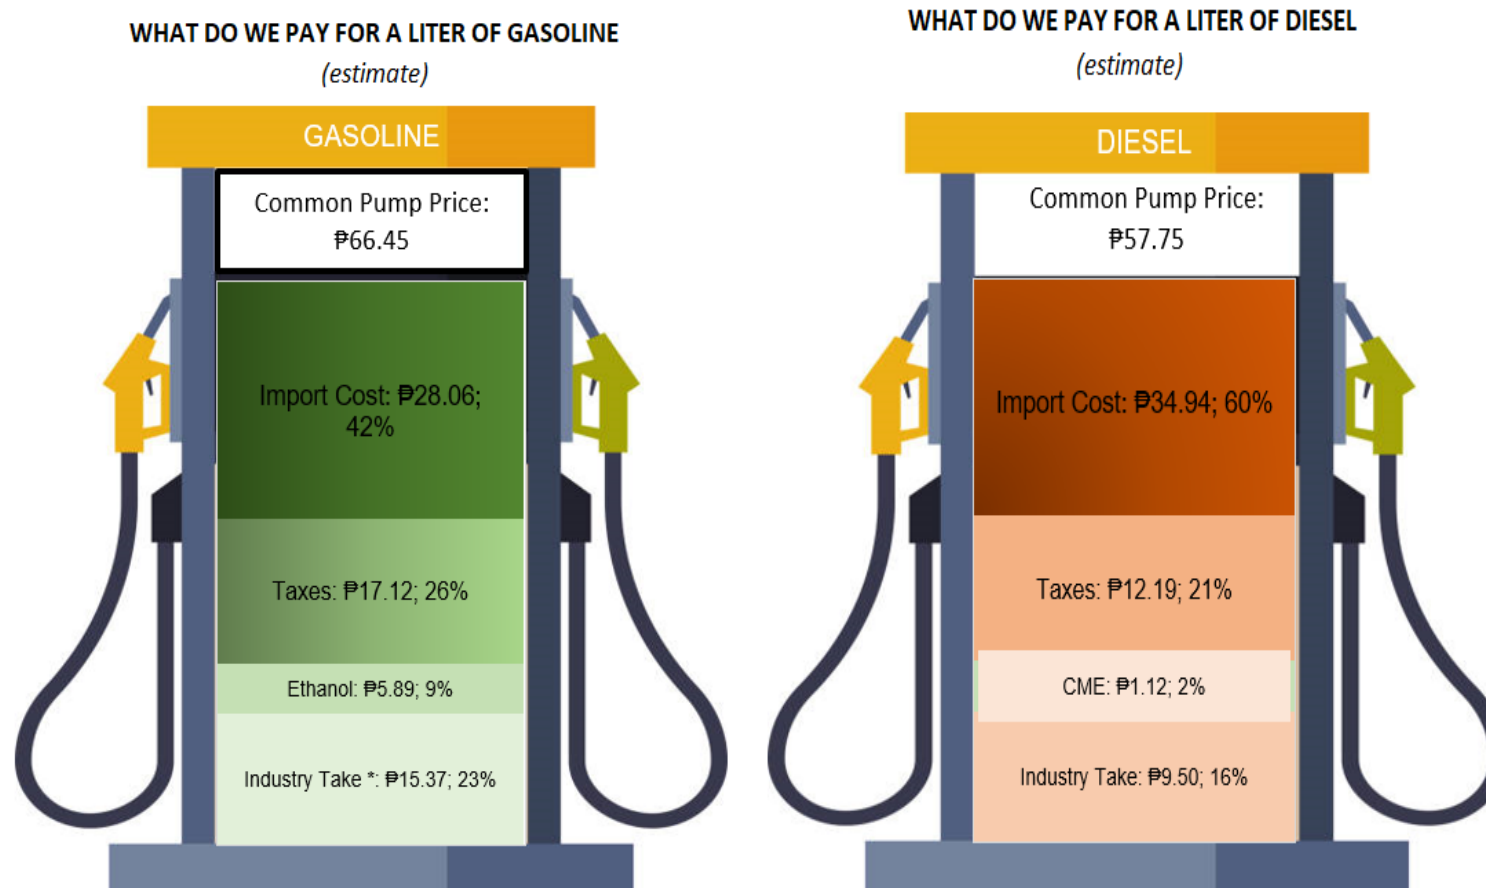 WHAT DO WE PAY FOR A LITER OF GASOLINE
(estimate)
GASOLINE
Common Pump Price:
₱66.45
Import Cost: ₱28.06;
42%
Taxes: ₱17.12; 26%
Ethanol: ₱5.89; 9%
Industry Take *: ₱15.37; 23%
WHAT DO WE PAY FOR A LITER OF DIESEL
(estimate)
DIESEL
Common Pump Price:
₱57.75
Import Cost: ₱34.94; 60%
Taxes: ₱12.19; 21%
CME: ₱1.12; 2%
Industry Take: ₱9.50; 16%